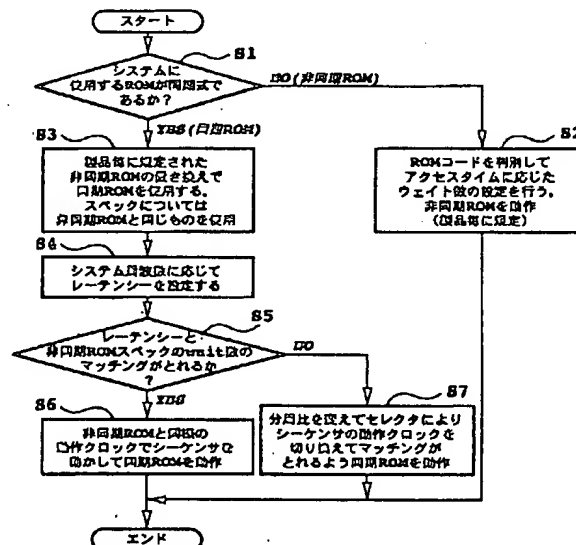 スタート
S1
システムに
使用するROMが同期式で
あるか？
NO (非同期ROM)
YES (同期ROM)
S2
ROMコードを判別して
アクセスタイムに応じた
ウェイト数の設定を行う。
非同期ROMを動作
(製品毎に規定)
S3
製品毎に規定された
非同期ROMの置き換えで
同期ROMを使用する。
スペックについては
非同期ROMと同じものを使用
S4
システム周波数に応じて
レーテンシーを設定する
S5
レーテンシーと
非同期ROMスペックのwait数の
マッチングがとれるか
？
NO
YES
S6
非同期ROMと同様の
動作クロックでシーケンサを
動かして同期ROMを動作
S7
分周比を変えてセレクタにより
シーケンサの動作クロックを
切り換えてマッチングが
とれるよう同期ROMを動作
エンド